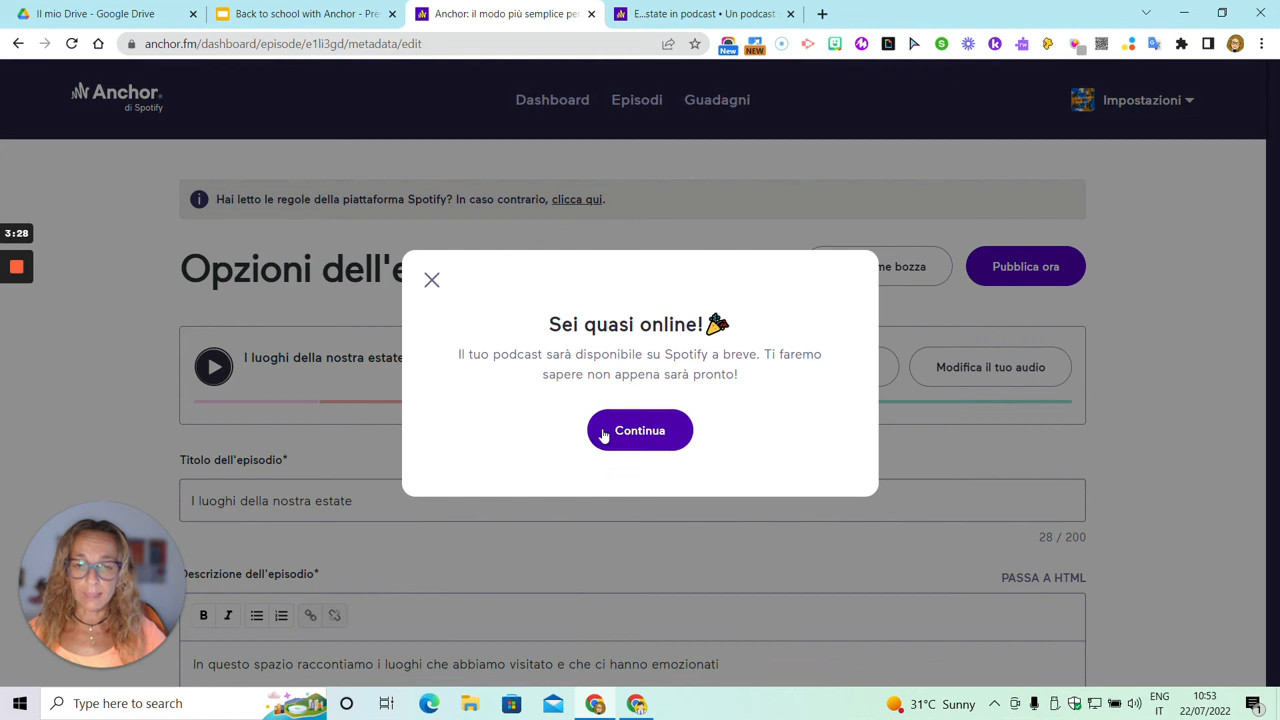 Il mio Drive - Google Drive
Back to school with Anchor - Pre
Anchor: il modo più semplice per
E...state in podcast • Un podcast
anchor.fm/dashboard/episode/e1li3gd/metadata/edit
New
NEW
Anchor
di Spotify
Dashboard
Episodi
Guadagni
Impostazioni
Hai letto le regole della piattaforma Spotify? In caso contrario, clicca qui.
3:28
Opzioni dell'e
me bozza
Pubblica ora
Sei quasi online!
Il tuo podcast sarà disponibile su Spotify a breve. Ti faremo
sapere non appena sarà pronto!
Continua
I luoghi della nostra estate
Modifica il tuo audio
Titolo dell'episodio*
I luoghi della nostra estate
28 / 200
Descrizione dell'episodio*
PASSA A HTML
B I
In questo spazio raccontiamo i luoghi che abbiamo visitato e che ci hanno emozionati
Type here to search
31°C Sunny
ENG
IT
10:53
22/07/2022
1